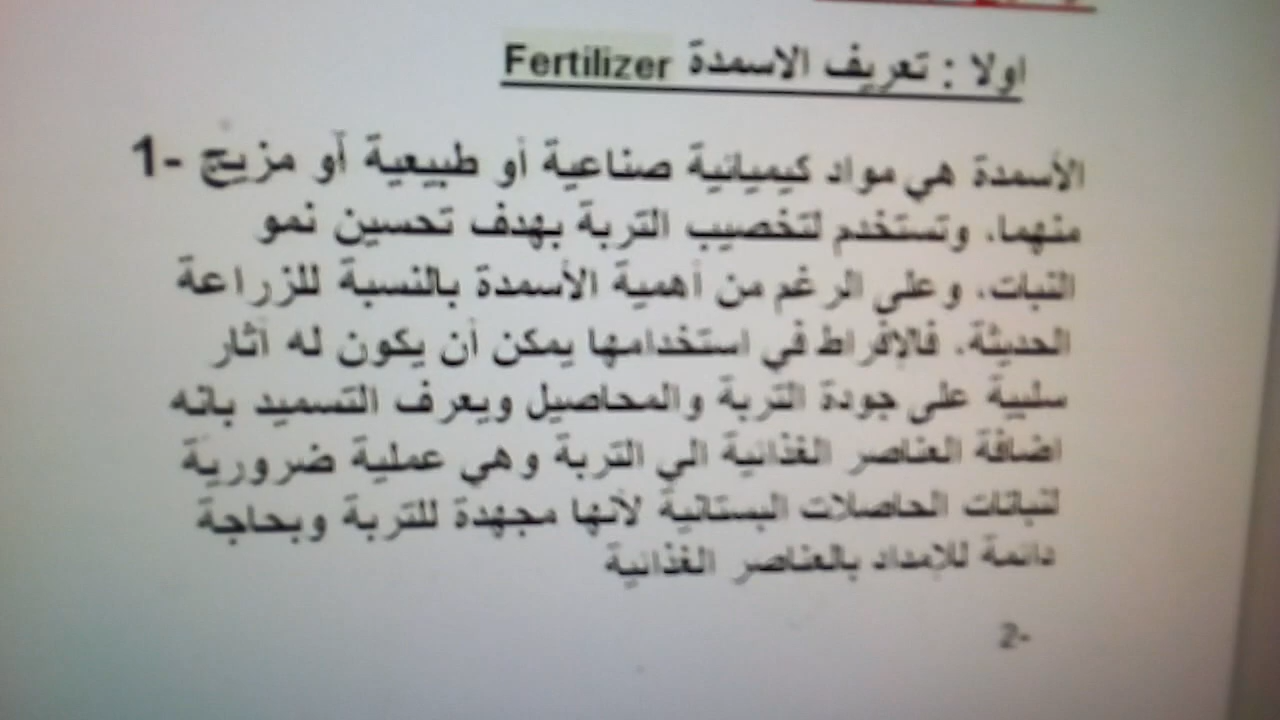 اولا : تعريف الاسمدة Fertilizer
1- الأسمدة هي مواد كيميائية صناعية أو طبيعية أو مزيج
منهما. وتستخدم لتخصيب التربة بهدف تحسين نمو
النبات. وعلى الرغم من أهمية الأسمدة بالنسبة للزراعة
الحديثة. فالإفراط في استخدامها يمكن أن يكون له آثار
سلبية على جودة التربة والمحاصيل ويعرف التسميد بانه
اضافة العناصر الغذائية الى التربة وهي عملية ضرورية
لنباتات الحاصلات البستانية لأنها مجهدة للتربة وبحاجة
دائمة للإمداد بالعناصر الغذائية
2-